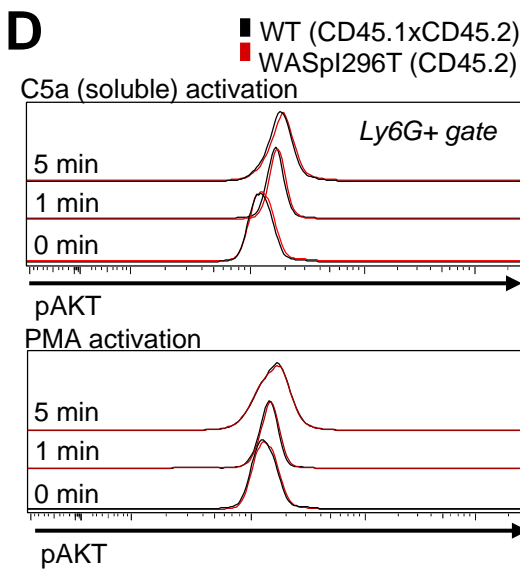 D
WT (CD45.1xCD45.2)
WASpI296T (CD45.2)
C5a (soluble) activation
Ly6G+ gate
5 min
1 min
0 min
pAKT
PMA activation
5 min
1 min
0 min
pAKT